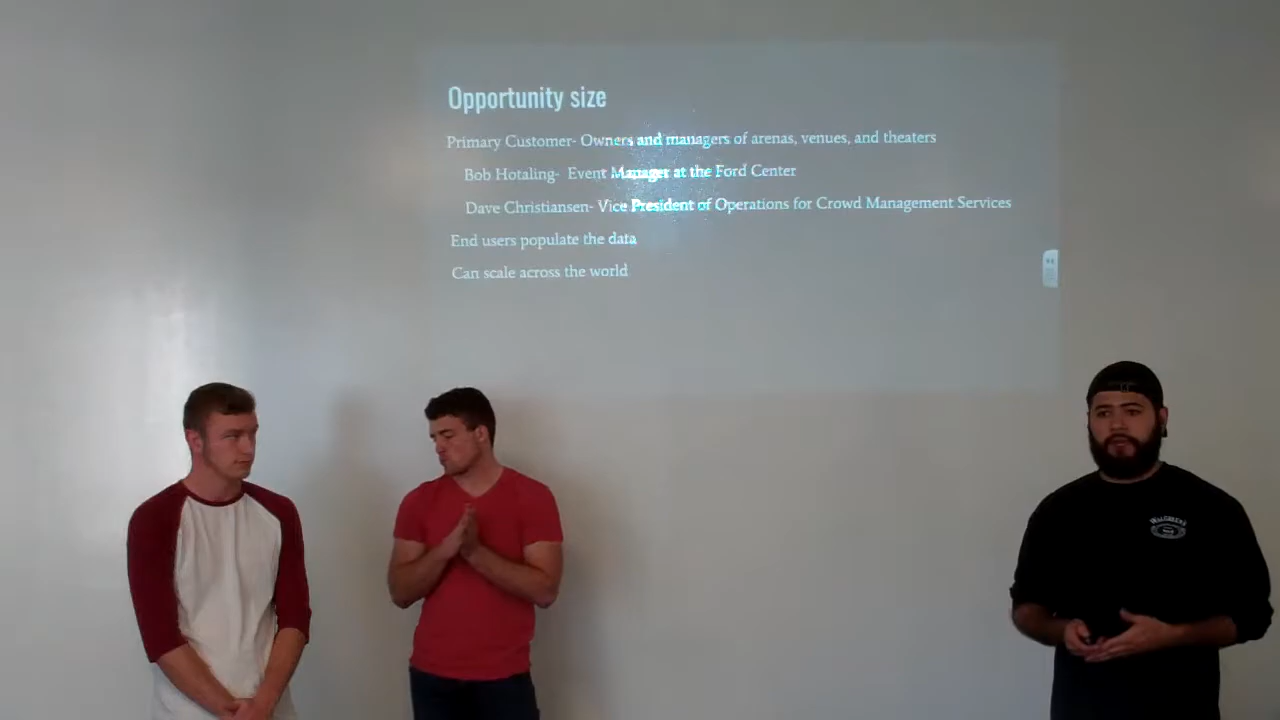 Opportunity size
Primary Customer- Owners and managers of arenas, venues, and theaters
Bob Hotaling- Event Manager at the Ford Center
Dave Christiansen- Vice President of Operations for Crowd Management Services
End users populate the data
Can scale across the world